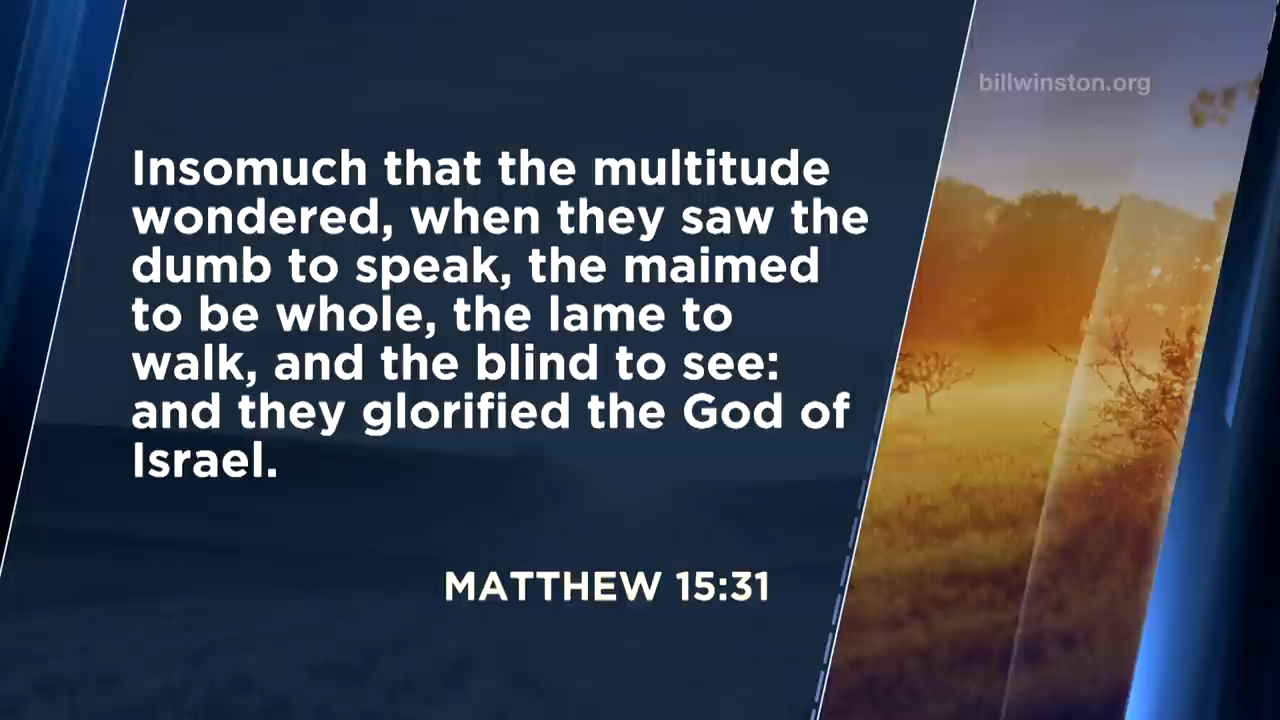 billwinston.org
Insomuch that the multitude
wondered, when they saw the
dumb to speak, the maimed
to be whole, the lame to
walk, and the blind to see:
and they glorified the God of
Israel.
MATTHEW 15:31